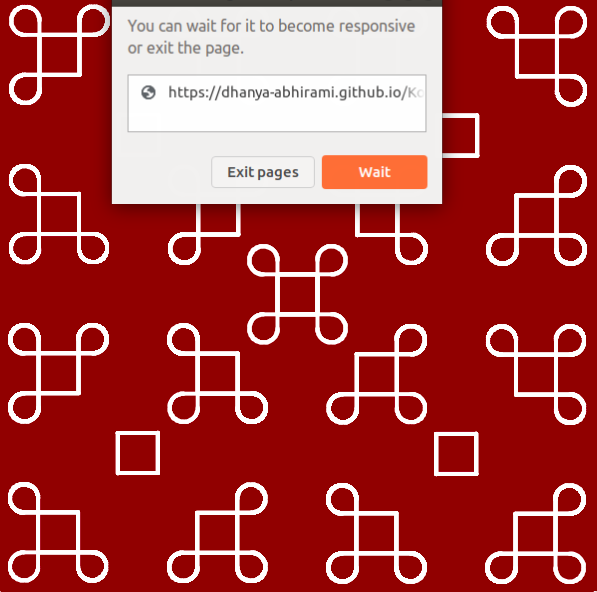 You can wait for it to become responsive
or exit the page.
https://dhanya-abhirami.github.io/Ko
Exit pages
Wait